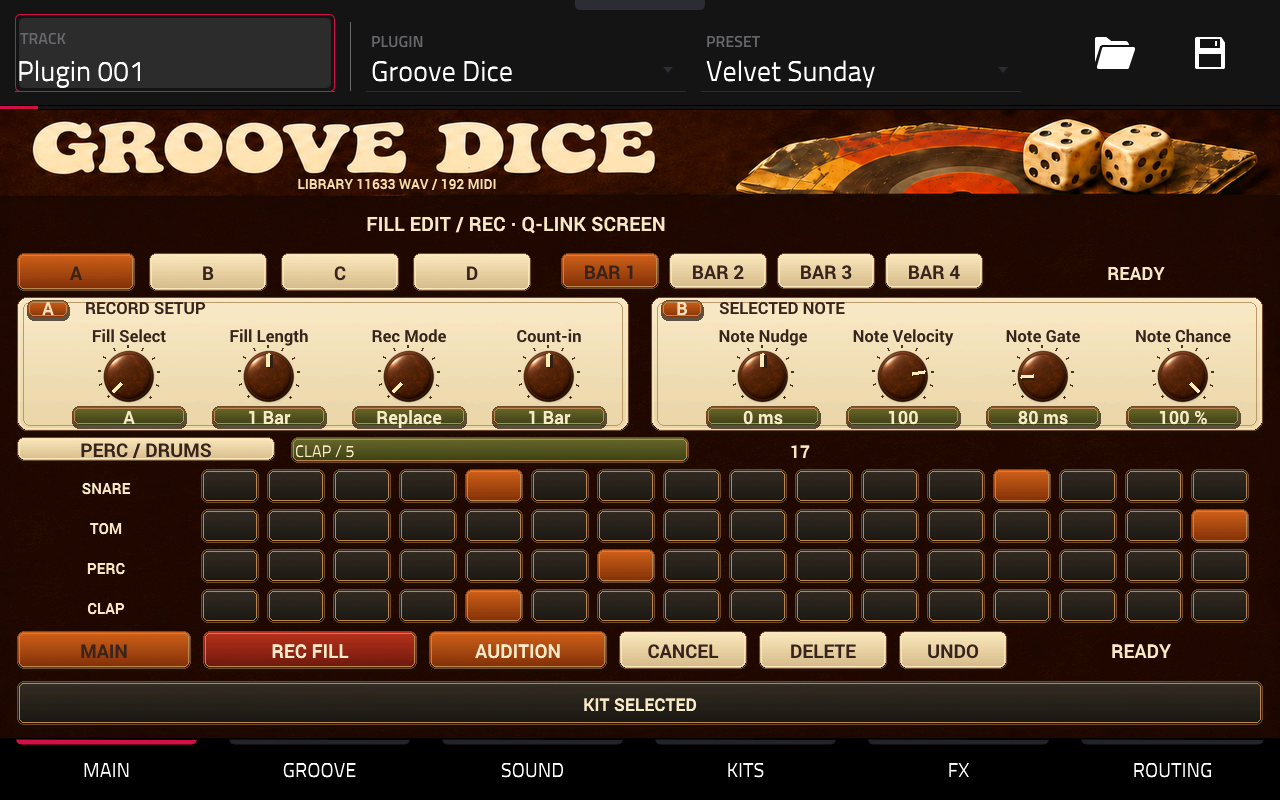 TRACK
Plugin 001
PLUGIN
Groove Dice
PRESET
Velvet Sunday
GROOVE DICE
LIBRARY 11633 WAV / 192 MIDI
FILL EDIT / REC · Q-LINK SCREEN
A B C D BAR 1 BAR 2 BAR 3 BAR 4 READY
A RECORD SETUP
Fill Select Fill Length Rec Mode Count-in
A 1 Bar Replace 1 Bar
B SELECTED NOTE
Note Nudge Note Velocity Note Gate Note Chance
0 ms 100 80 ms 100 %
PERC / DRUMS CLAP / 5 17
SNARE
TOM
PERC
CLAP
MAIN REC FILL AUDITION CANCEL DELETE UNDO READY
KIT SELECTED
MAIN GROOVE SOUND KITS FX ROUTING